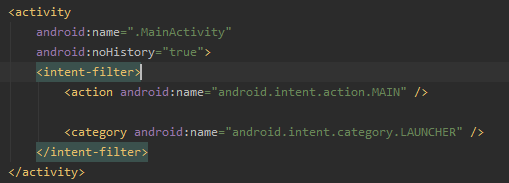 <activity
android:name=".MainActivity"
android:noHistory="true">
<intent-filter>
<action android:name="android.intent.action.MAIN" />
<category android:name="android.intent.category.LAUNCHER" />
</intent-filter>
</activity>